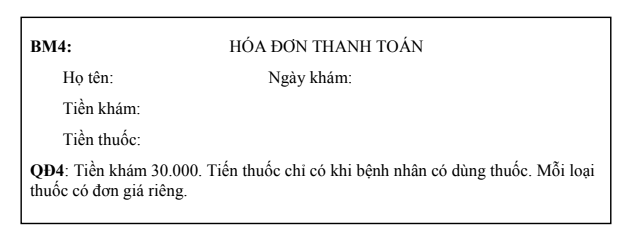 BM4: HÓA ĐƠN THANH TOÁN
Họ tên: Ngày khám:
Tiền khám:
Tiền thuốc:
QĐ4: Tiền khám 30.000. Tiến thuốc chỉ có khi bệnh nhân có dùng thuốc. Mỗi loại
thuốc có đơn giá riêng.